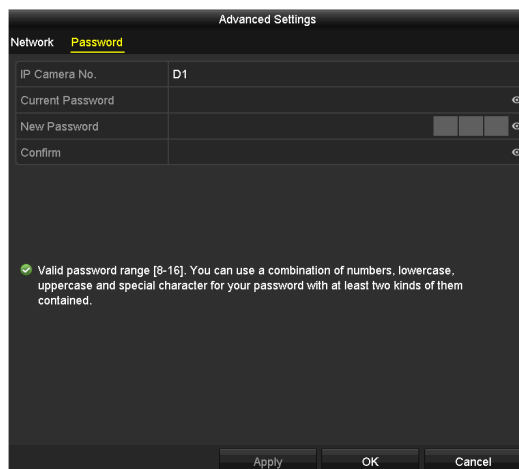 Advanced Settings
Network Password
IP Camera No. D1
Current Password
New Password
Confirm
Valid password range [8-16]. You can use a combination of numbers, lowercase,
uppercase and special character for your password with at least two kinds of them
contained.
Apply OK Cancel